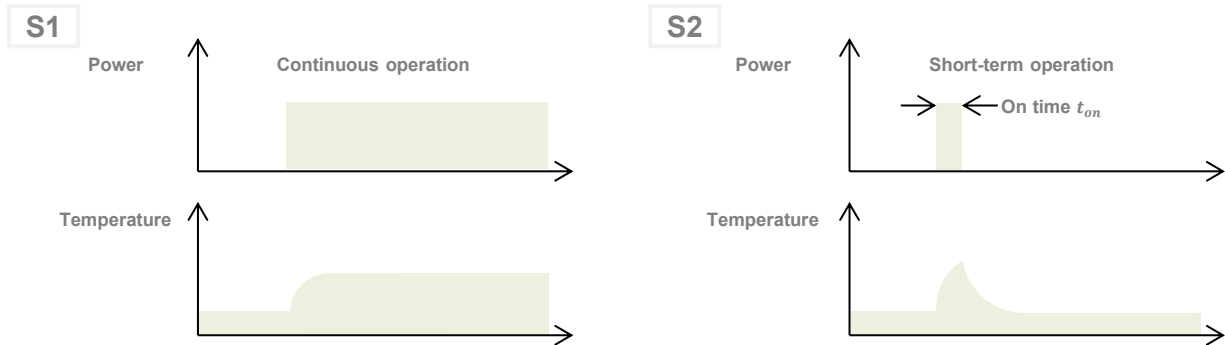 S1
Power
Continuous operation
Temperature
S2
Power
Short-term operation
On time t_on
Temperature